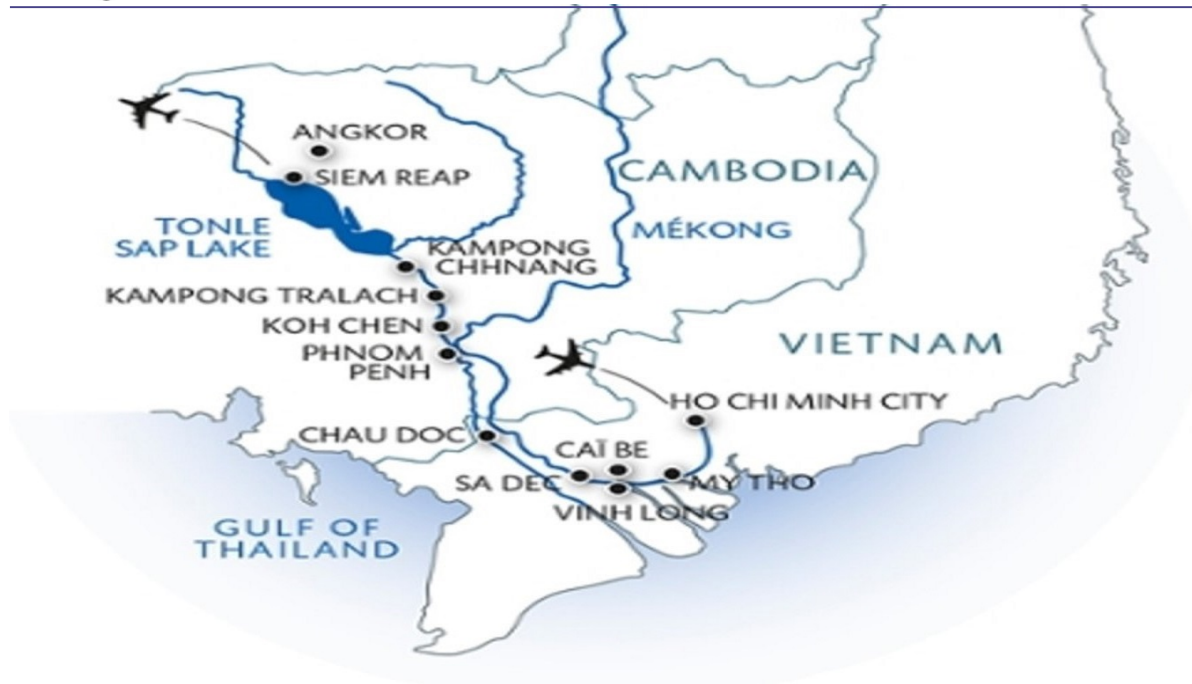 ANGKOR
SIEM REAP
CAMBODIA
TONLE
SAP LAKE
MÉKONG
KAMPONG
CHHNANG
KAMPONG TRALACH
KOH CHEN
PHNOM
PENH
VIETNAM
HO CHI MINH CITY
CHAU DOC
CAÏ BE
SA DEC
MY THO
VINH LONG
GULF OF
THAILAND